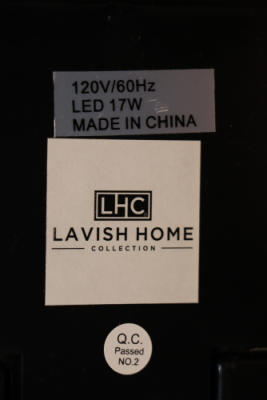 120V/60Hz
LED 17W
MADE IN CHINA
LHC
LAVISH HOME
COLLECTION
Q.C.
Passed
NO.2